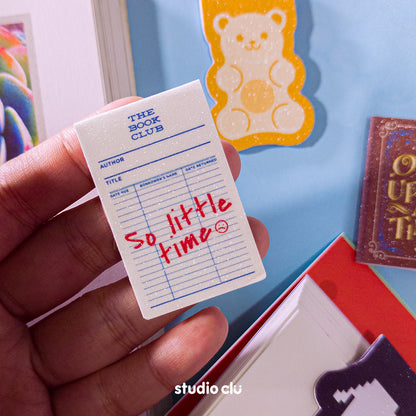 THE
BOOK
CLUB
AUTHOR
TITLE
DATE DUE BORROWER'S NAME DATE RETURNED
So little
time
studio clu